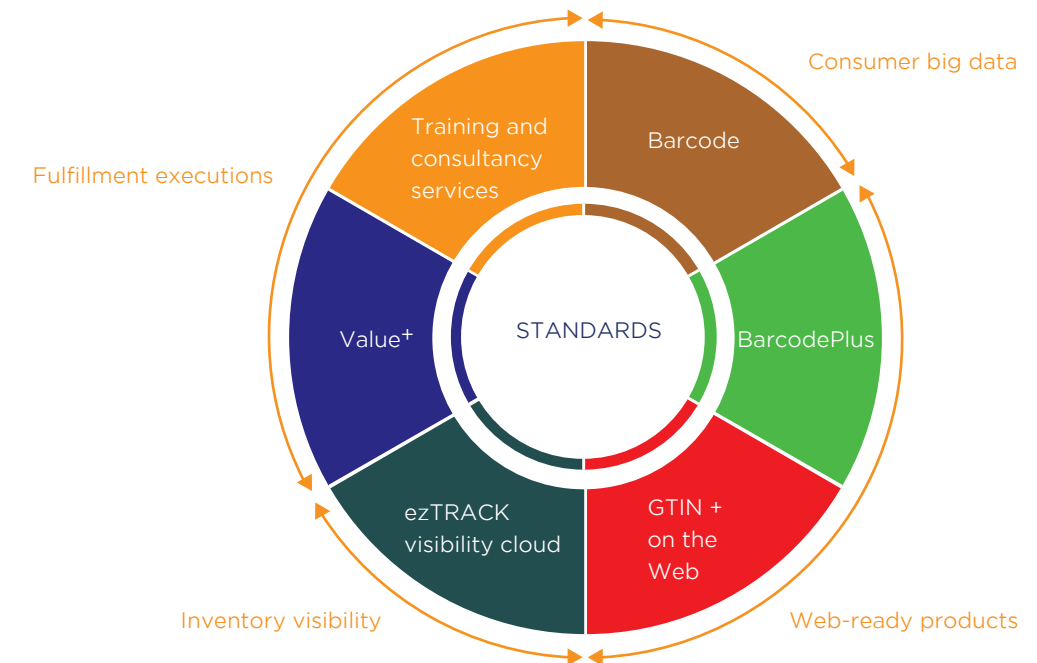 Consumer big data
Training and
consultancy
services
Barcode
Fulfillment executions
Value+
STANDARDS
BarcodePlus
ezTRACK
visibility cloud
GTIN +
on the
Web
Inventory visibility
Web-ready products